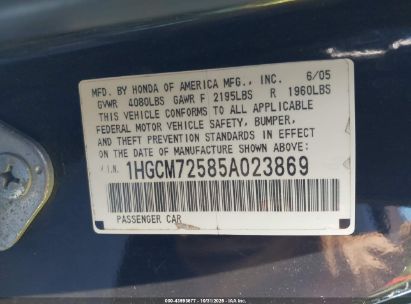 MFD. BY HONDA OF AMERICA MFG., INC. 6/05
GVWR 4080LBS GAWR F 2195LBS R 1960LBS
THIS VEHICLE CONFORMS TO ALL APPLICABLE
FEDERAL MOTOR VEHICLE SAFETY, BUMPER,
AND THEFT PREVENTION STANDARDS IN EFFECT
ON THE DATE OF MANUFACTURE SHOWN ABOVE.
V.I.N. 1HGCM72585A023869
PASSENGER CAR